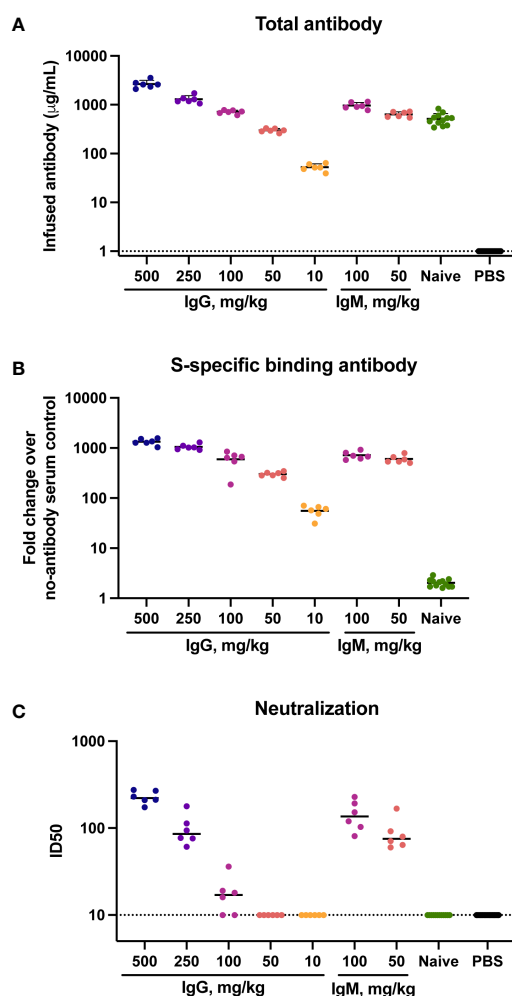 A
Total antibody
Infused antibody (μg/mL)
10000
1000
100
10
1
500 250 100 50 10 100 50 Naive PBS
IgG, mg/kg IgM, mg/kg
B
S-specific binding antibody
Fold change over
no-antibody serum control
10000
1000
100
10
1
500 250 100 50 10 100 50 Naive
IgG, mg/kg IgM, mg/kg
C
Neutralization
ID50
1000
100
10
500 250 100 50 10 100 50 Naive PBS
IgG, mg/kg IgM, mg/kg